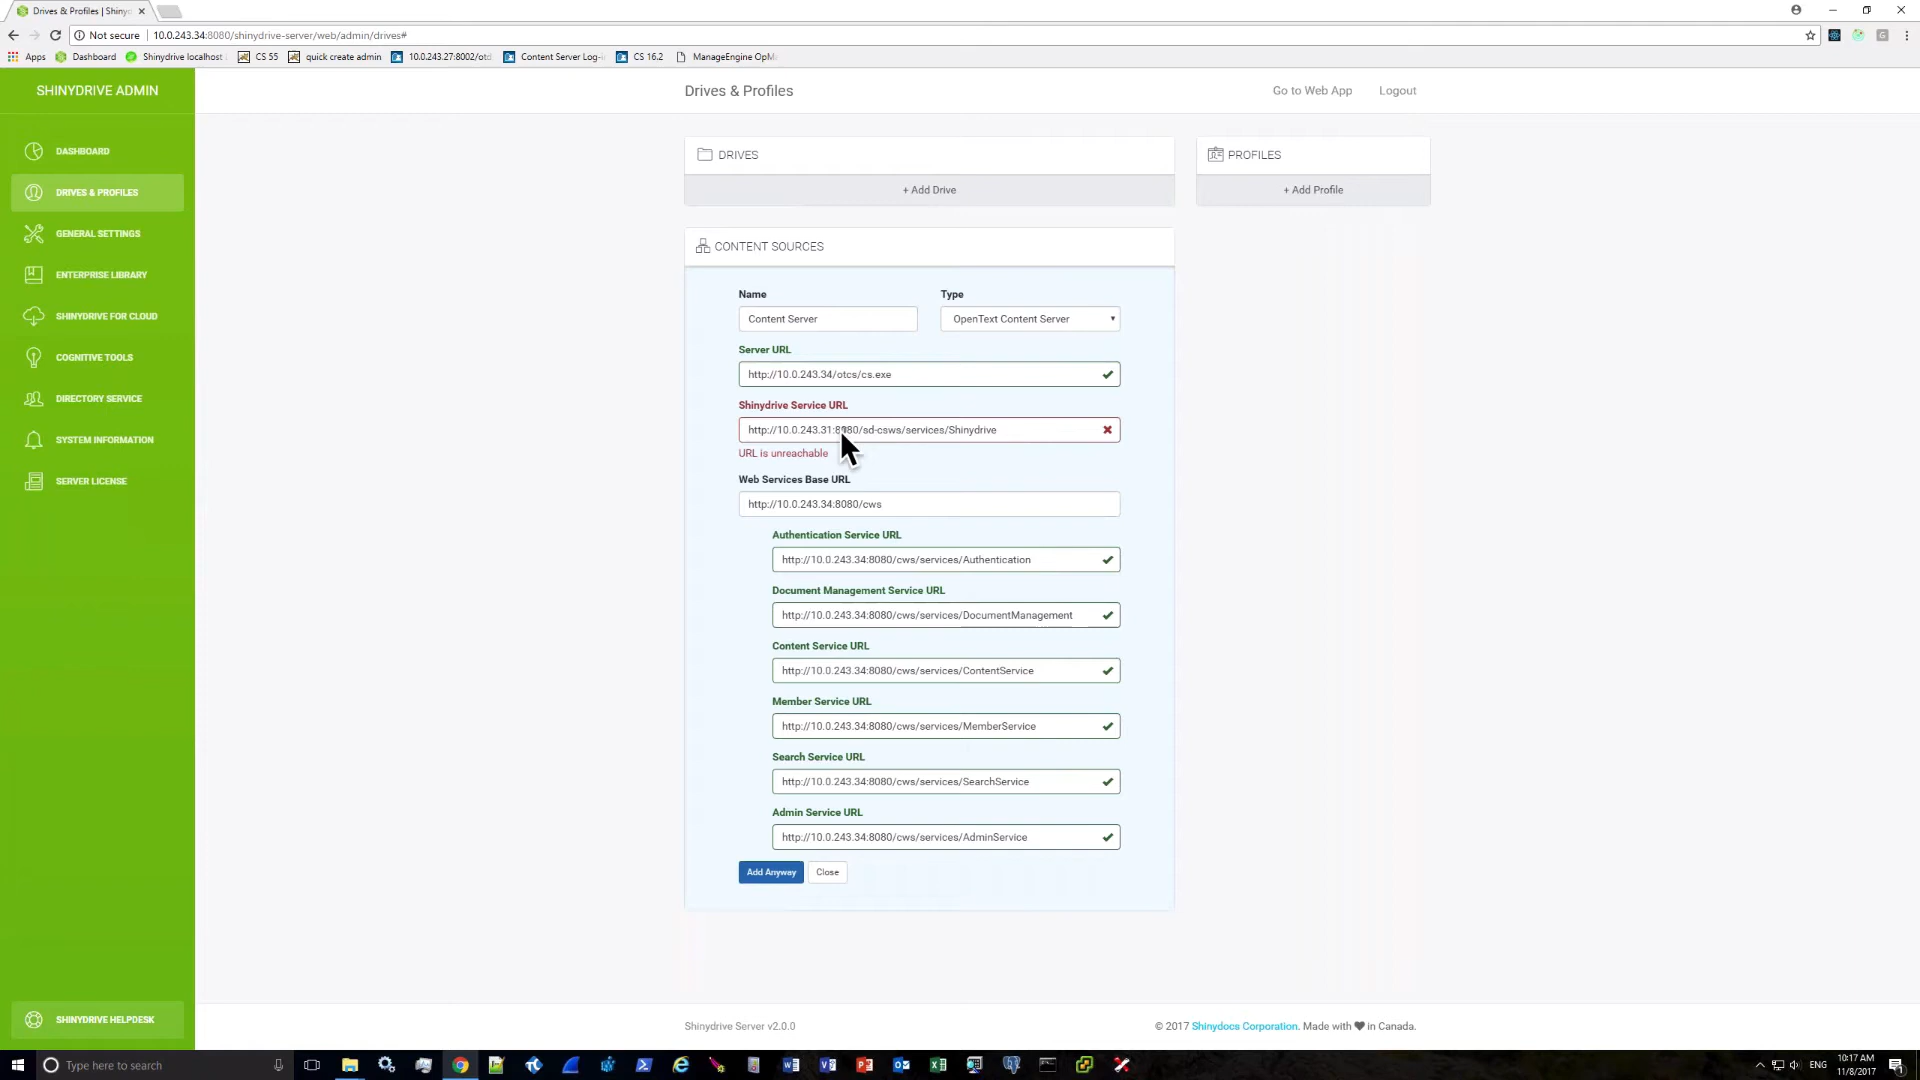 Drives & Profiles | Shiny
Not secure | 10.0.243.34:8080/shinydrive-server/web/admin/drives#
Apps Dashboard Shinydrive localhost CS 55 quick create admin 10.0.243.27:8002/otd Content Server Log-i CS 16.2 ManageEngine OpM
SHINYDRIVE ADMIN
Drives & Profiles
Go to Web App
Logout
DASHBOARD
DRIVES & PROFILES
GENERAL SETTINGS
ENTERPRISE LIBRARY
SHINYDRIVE FOR CLOUD
COGNITIVE TOOLS
DIRECTORY SERVICE
SYSTEM INFORMATION
SERVER LICENSE
SHINYDRIVE HELPDESK
DRIVES
+ Add Drive
PROFILES
+ Add Profile
CONTENT SOURCES
Name
Type
Content Server
OpenText Content Server
Server URL
http://10.0.243.34/otcs/cs.exe
Shinydrive Service URL
http://10.0.243.31:8080/sd-csws/services/Shinydrive
URL is unreachable
Web Services Base URL
http://10.0.243.34:8080/cws
Authentication Service URL
http://10.0.243.34:8080/cws/services/Authentication
Document Management Service URL
http://10.0.243.34:8080/cws/services/DocumentManagement
Content Service URL
http://10.0.243.34:8080/cws/services/ContentService
Member Service URL
http://10.0.243.34:8080/cws/services/MemberService
Search Service URL
http://10.0.243.34:8080/cws/services/SearchService
Admin Service URL
http://10.0.243.34:8080/cws/services/AdminService
Add Anyway
Close
Shinydrive Server v2.0.0
© 2017 Shinydocs Corporation. Made with ❤ in Canada.
Type here to search
ENG
10:17 AM
11/8/2017